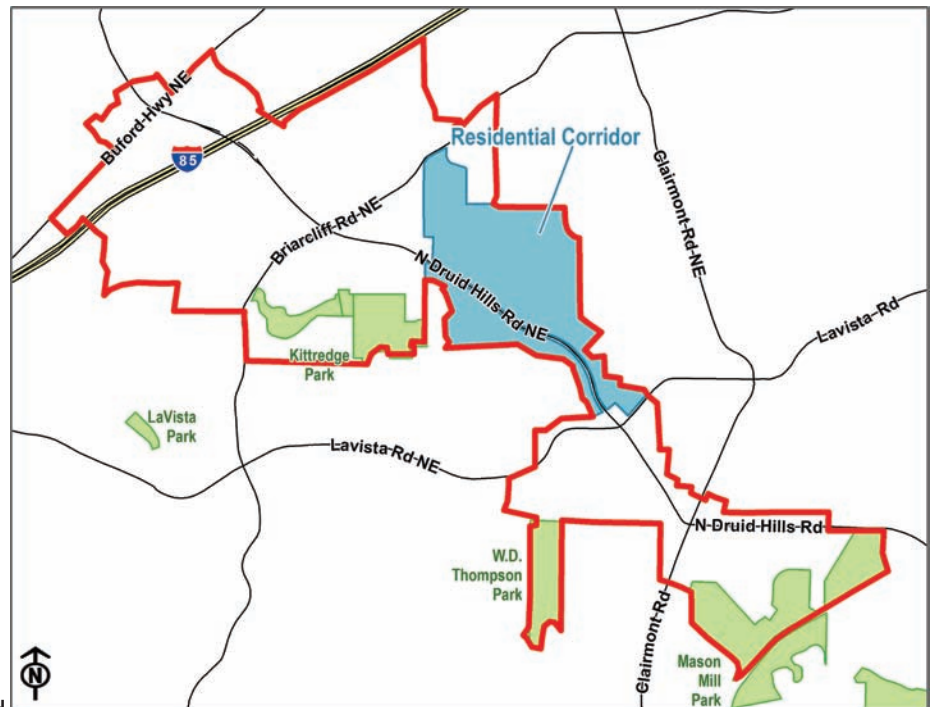 Buford-Hwy NE
85
Residential Corridor
Clairmont-Rd-NE
Briarcliff-Rd-NE
N-Druid-Hills-Rd-NE
Lavista-Rd
Kittredge
Park
LaVista
Park
Lavista-Rd-NE
N-Druid-Hills-Rd
W.D.
Thompson
Park
Clairmont-Rd
Mason
Mill
Park
N